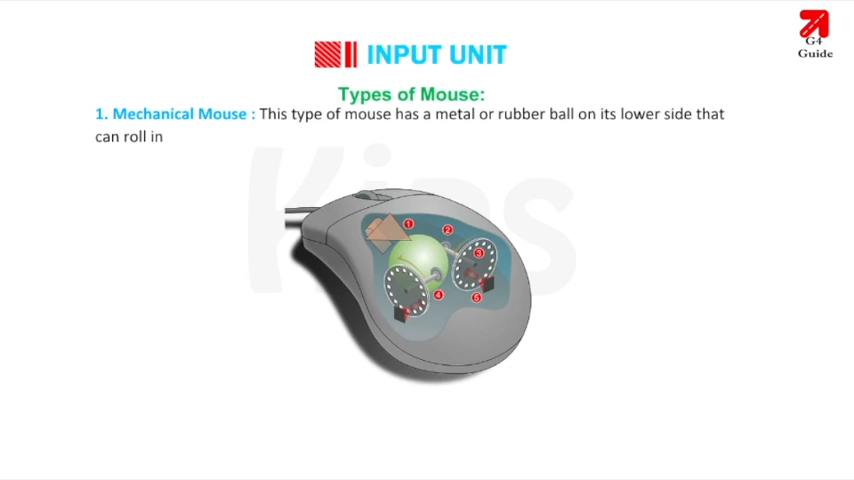 G4
Guide
INPUT UNIT
Types of Mouse:
1. Mechanical Mouse : This type of mouse has a metal or rubber ball on its lower side that
can roll in
Kips
1
2
3
4
5